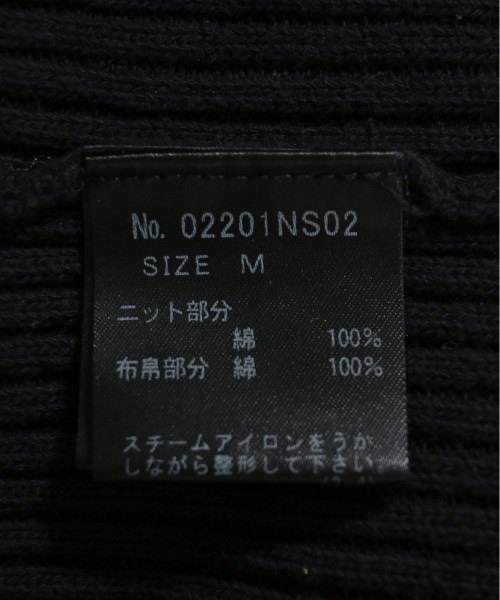 No. 02201NS02
SIZE M
ニット部分
綿 100%
布帛部分 綿 100%
スチームアイロンをうか
しながら整形して下さい